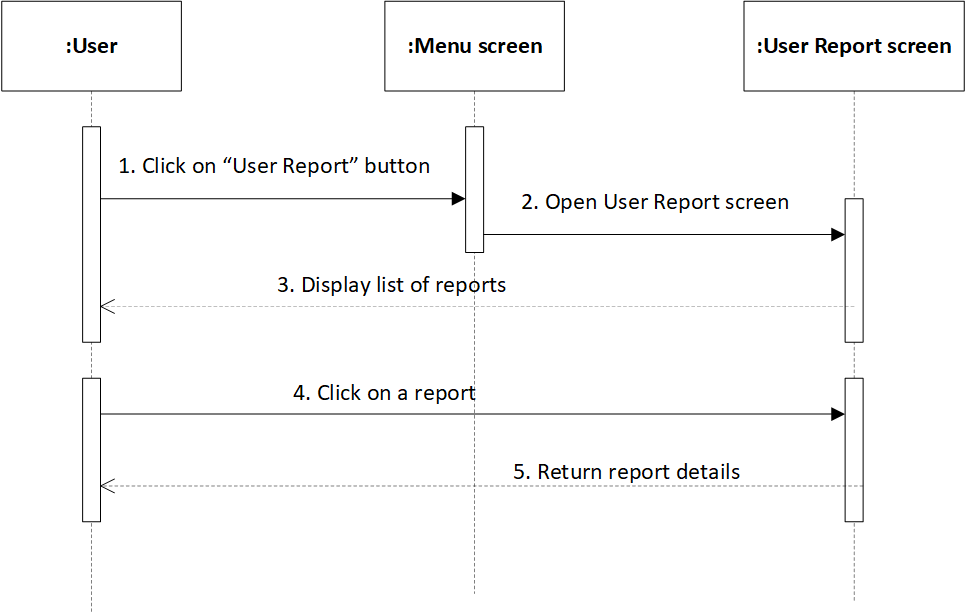 :User
:Menu screen
:User Report screen
1. Click on “User Report” button
2. Open User Report screen
3. Display list of reports
4. Click on a report
5. Return report details